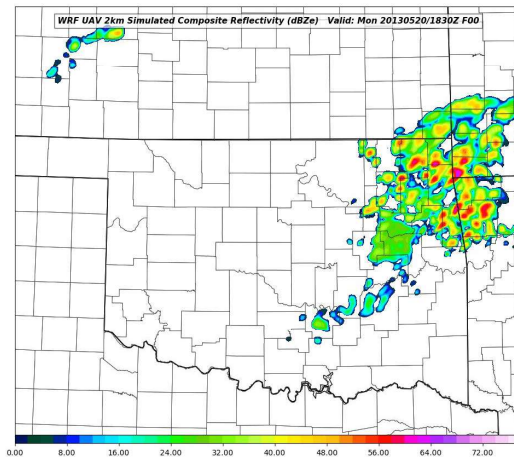 WRF UAV 2km Simulated Composite Reflectivity (dBZe) Valid: Mon 20130520/1830Z F00
0.00 8.00 16.00 24.00 32.00 40.00 48.00 56.00 64.00 72.00